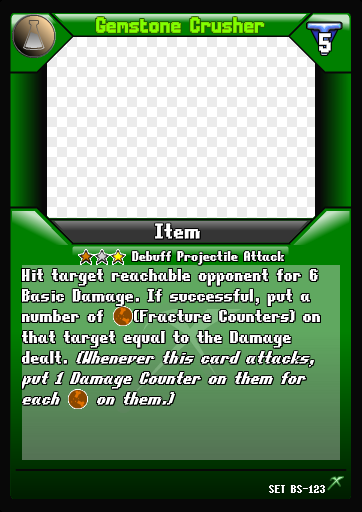 Gemstone Crusher
5
Item
Debuff Projectile Attack
Hit target reachable opponent for 6
Basic Damage. If successful, put a
number of (Fracture Counters) on
that target equal to the Damage
dealt. (Whenever this card attacks,
put 1 Damage Counter on them for
each on them.)
SET BS-123